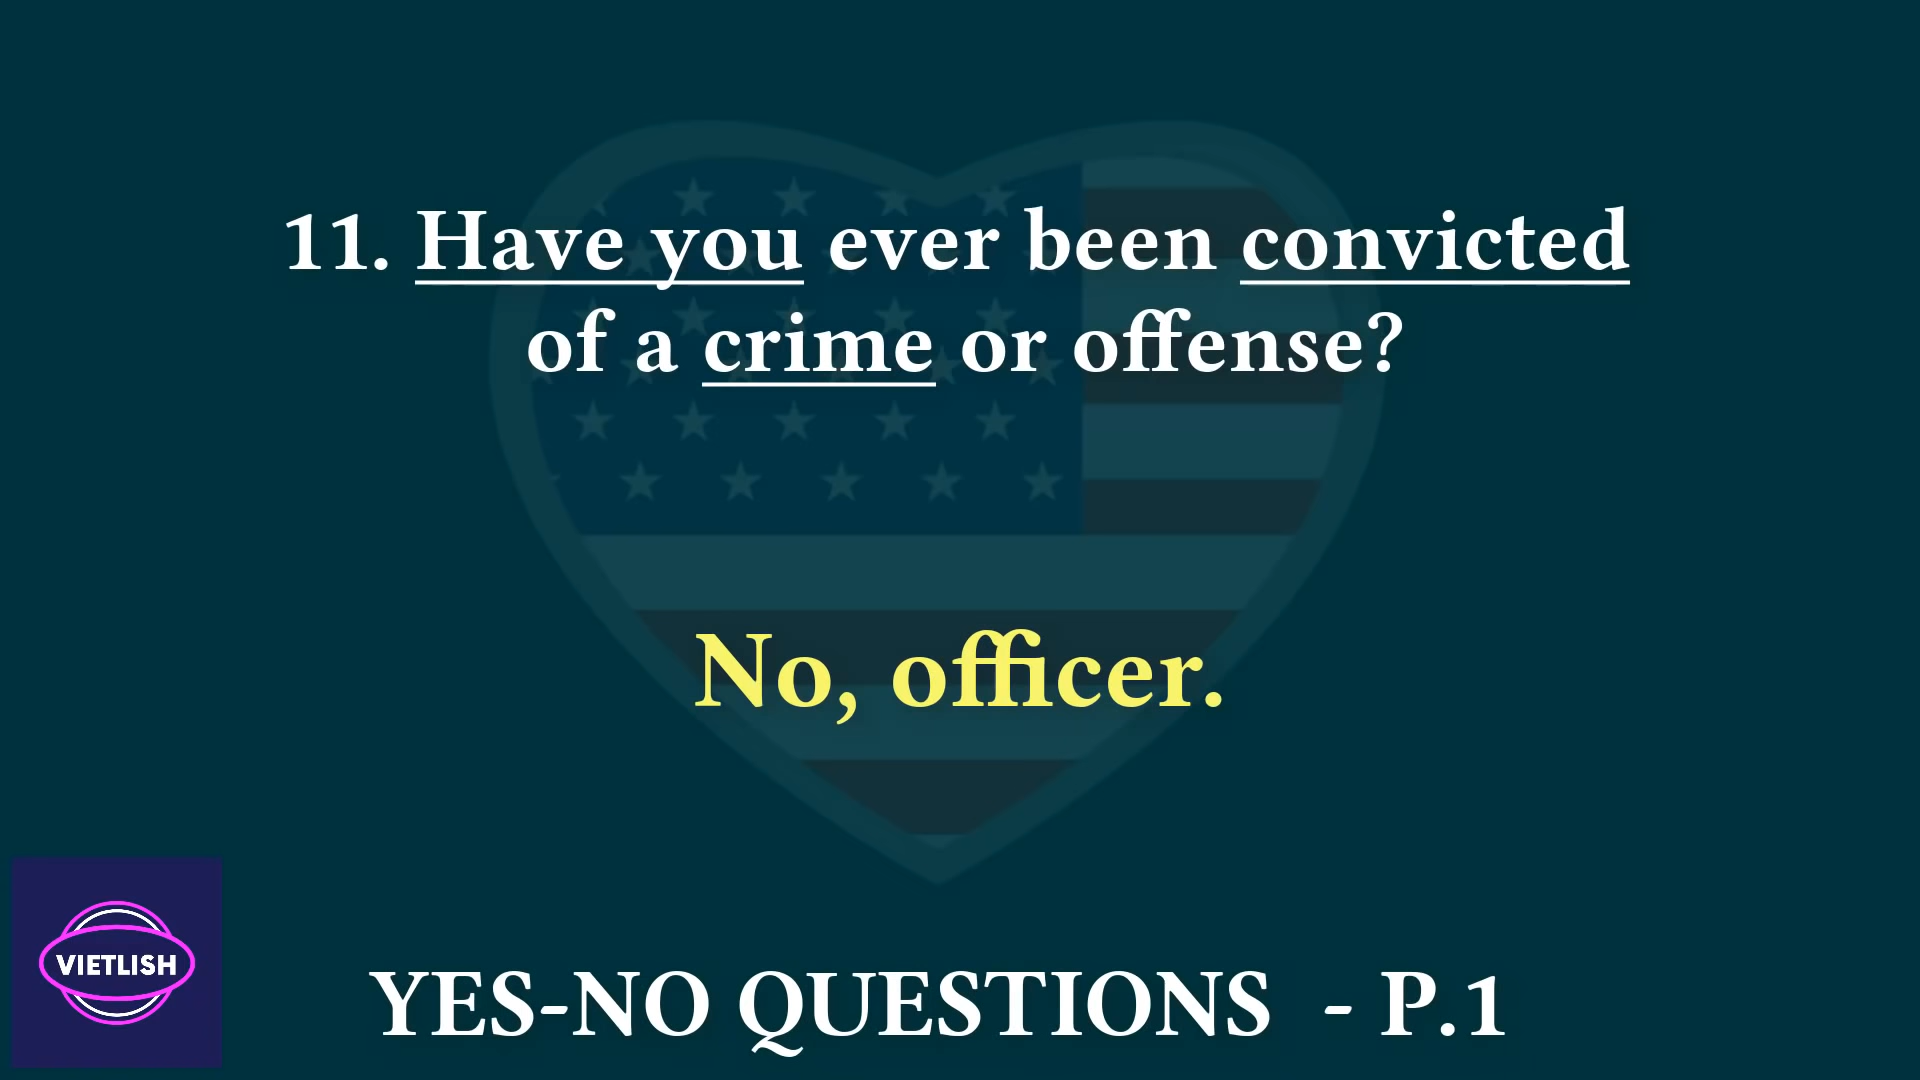 11. Have you ever been convicted
of a crime or offense?
No, officer.
VIETLISH
YES-NO QUESTIONS - P.1